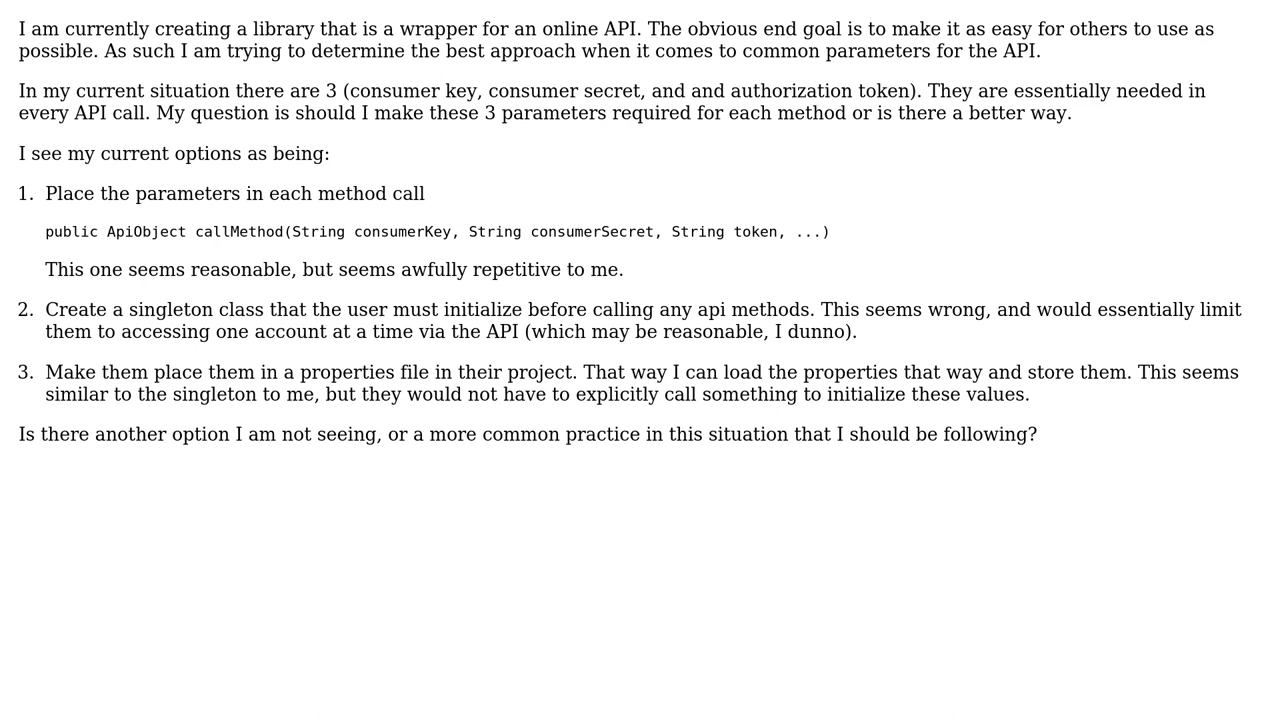 I am currently creating a library that is a wrapper for an online API. The obvious end goal is to make it as easy for others to use as
possible. As such I am trying to determine the best approach when it comes to common parameters for the API.
In my current situation there are 3 (consumer key, consumer secret, and and authorization token). They are essentially needed in
every API call. My question is should I make these 3 parameters required for each method or is there a better way.
I see my current options as being:
1. Place the parameters in each method call
public ApiObject callMethod(String consumerKey, String consumerSecret, String token, ...)
This one seems reasonable, but seems awfully repetitive to me.
2. Create a singleton class that the user must initialize before calling any api methods. This seems wrong, and would essentially limit
them to accessing one account at a time via the API (which may be reasonable, I dunno).
3. Make them place them in a properties file in their project. That way I can load the properties that way and store them. This seems
similar to the singleton to me, but they would not have to explicitly call something to initialize these values.
Is there another option I am not seeing, or a more common practice in this situation that I should be following?